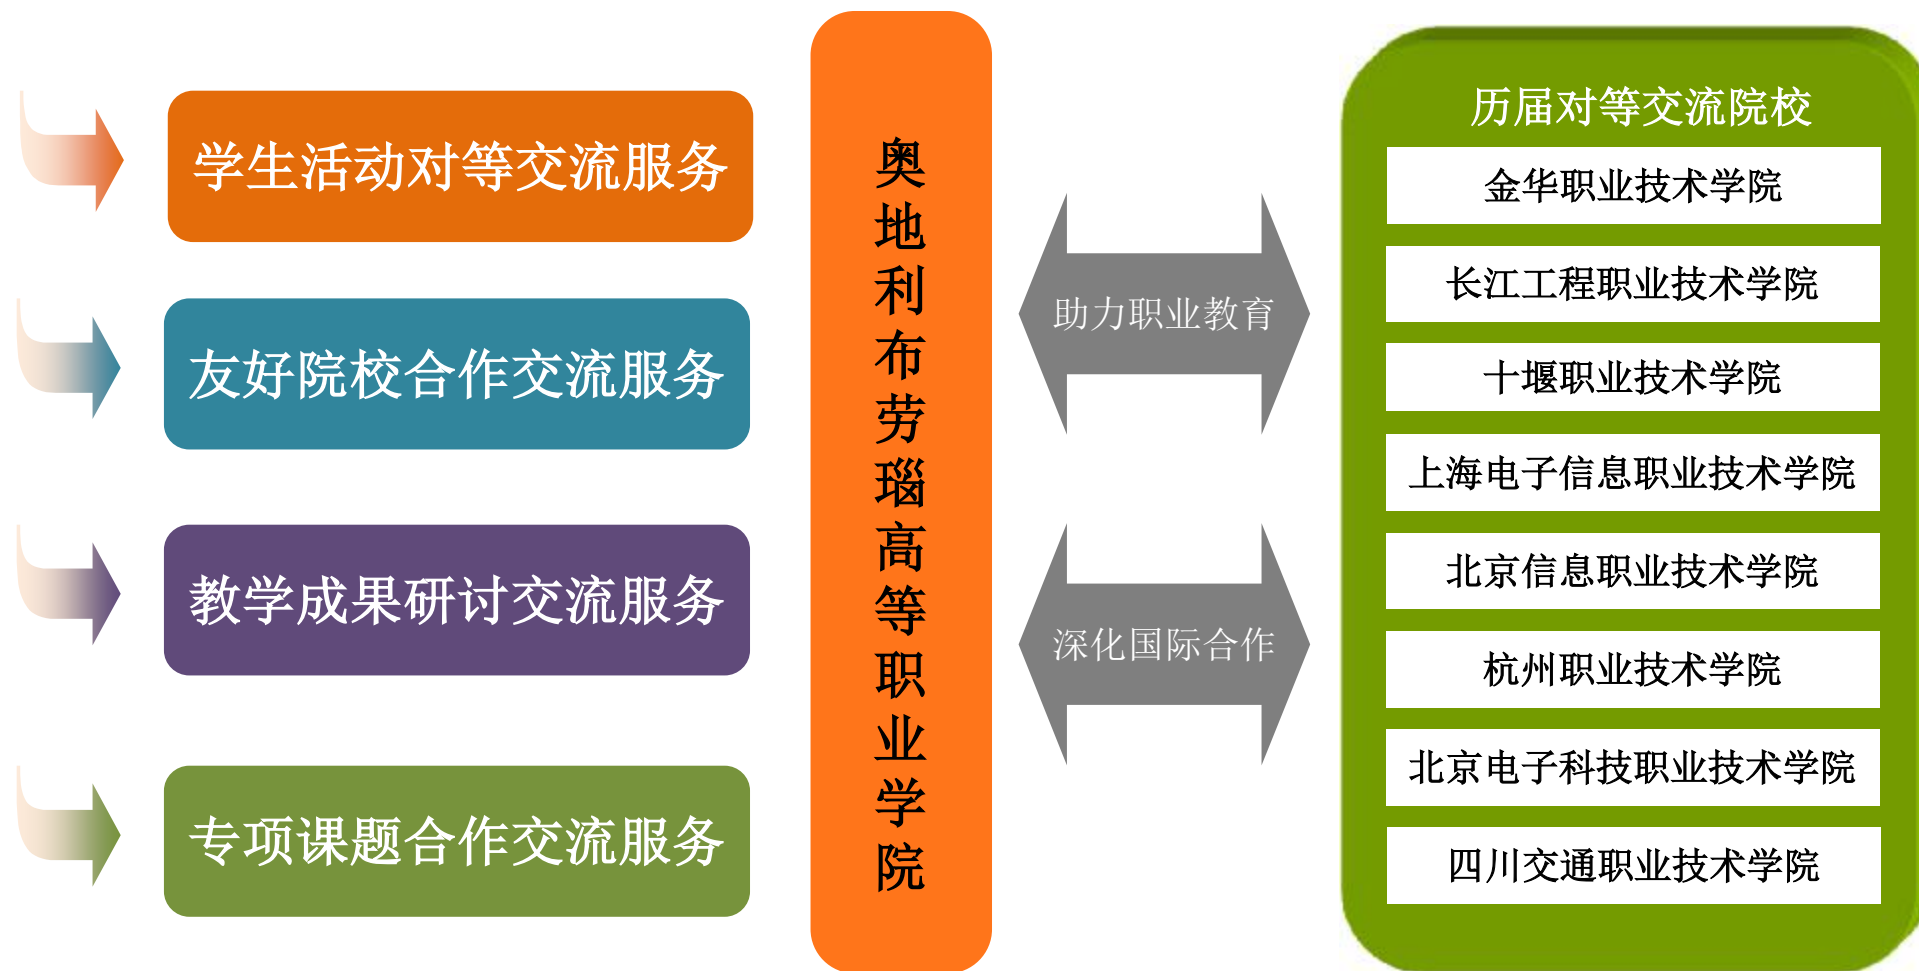 学生活动对等交流服务
友好院校合作交流服务
教学成果研讨交流服务
专项课题合作交流服务
奥地利布劳瑙高等职业学院
助力职业教育
深化国际合作
历届对等交流院校
金华职业技术学院
长江工程职业技术学院
十堰职业技术学院
上海电子信息职业技术学院
北京信息职业技术学院
杭州职业技术学院
北京电子科技职业技术学院
四川交通职业技术学院